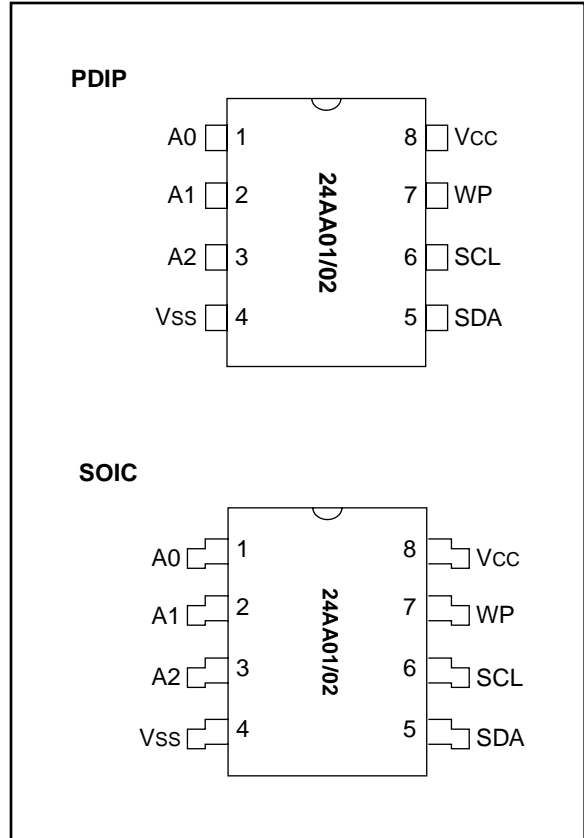 PDIP
A0 1 8 VCC
A1 2 7 WP
A2 3 6 SCL
VSS 4 5 SDA
24AA01/02
SOIC
A0 1 8 VCC
A1 2 7 WP
A2 3 6 SCL
VSS 4 5 SDA
24AA01/02